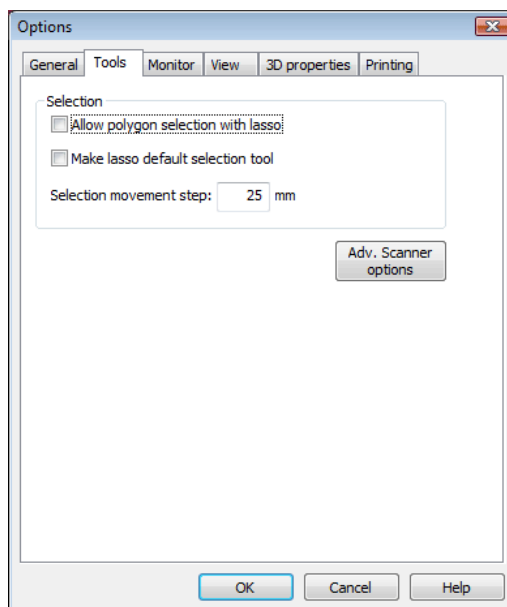 Options
General Tools Monitor View 3D properties Printing
Selection
Allow polygon selection with lasso
Make lasso default selection tool
Selection movement step: 25 mm
Adv. Scanner
options
OK Cancel Help